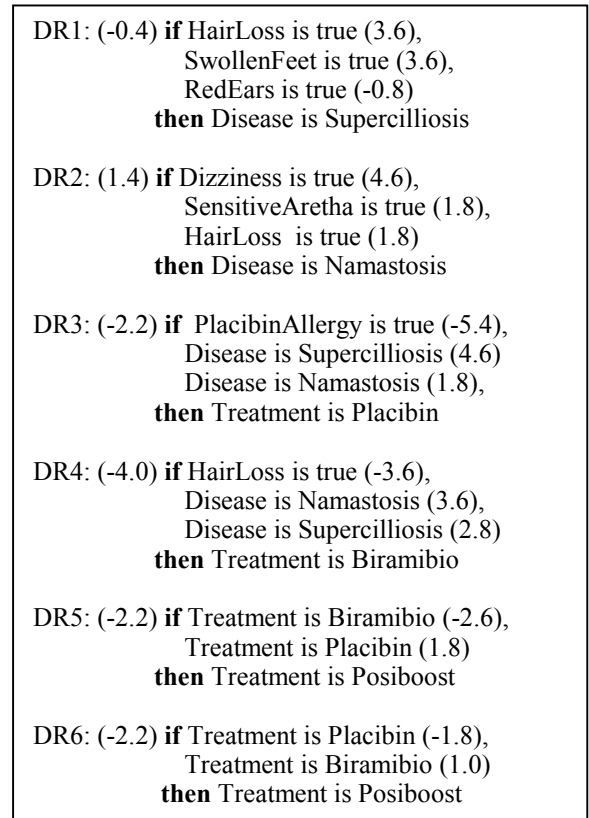 DR1: (-0.4) if HairLoss is true (3.6),
SwollenFeet is true (3.6),
RedEars is true (-0.8)
then Disease is Supercilliosis
DR2: (1.4) if Dizziness is true (4.6),
SensitiveAretha is true (1.8),
HairLoss is true (1.8)
then Disease is Namastosis
DR3: (-2.2) if PlacibinAllergy is true (-5.4),
Disease is Supercilliosis (4.6)
Disease is Namastosis (1.8),
then Treatment is Placibin
DR4: (-4.0) if HairLoss is true (-3.6),
Disease is Namastosis (3.6),
Disease is Supercilliosis (2.8)
then Treatment is Biramibio
DR5: (-2.2) if Treatment is Biramibio (-2.6),
Treatment is Placibin (1.8)
then Treatment is Posiboost
DR6: (-2.2) if Treatment is Placibin (-1.8),
Treatment is Biramibio (1.0)
then Treatment is Posiboost